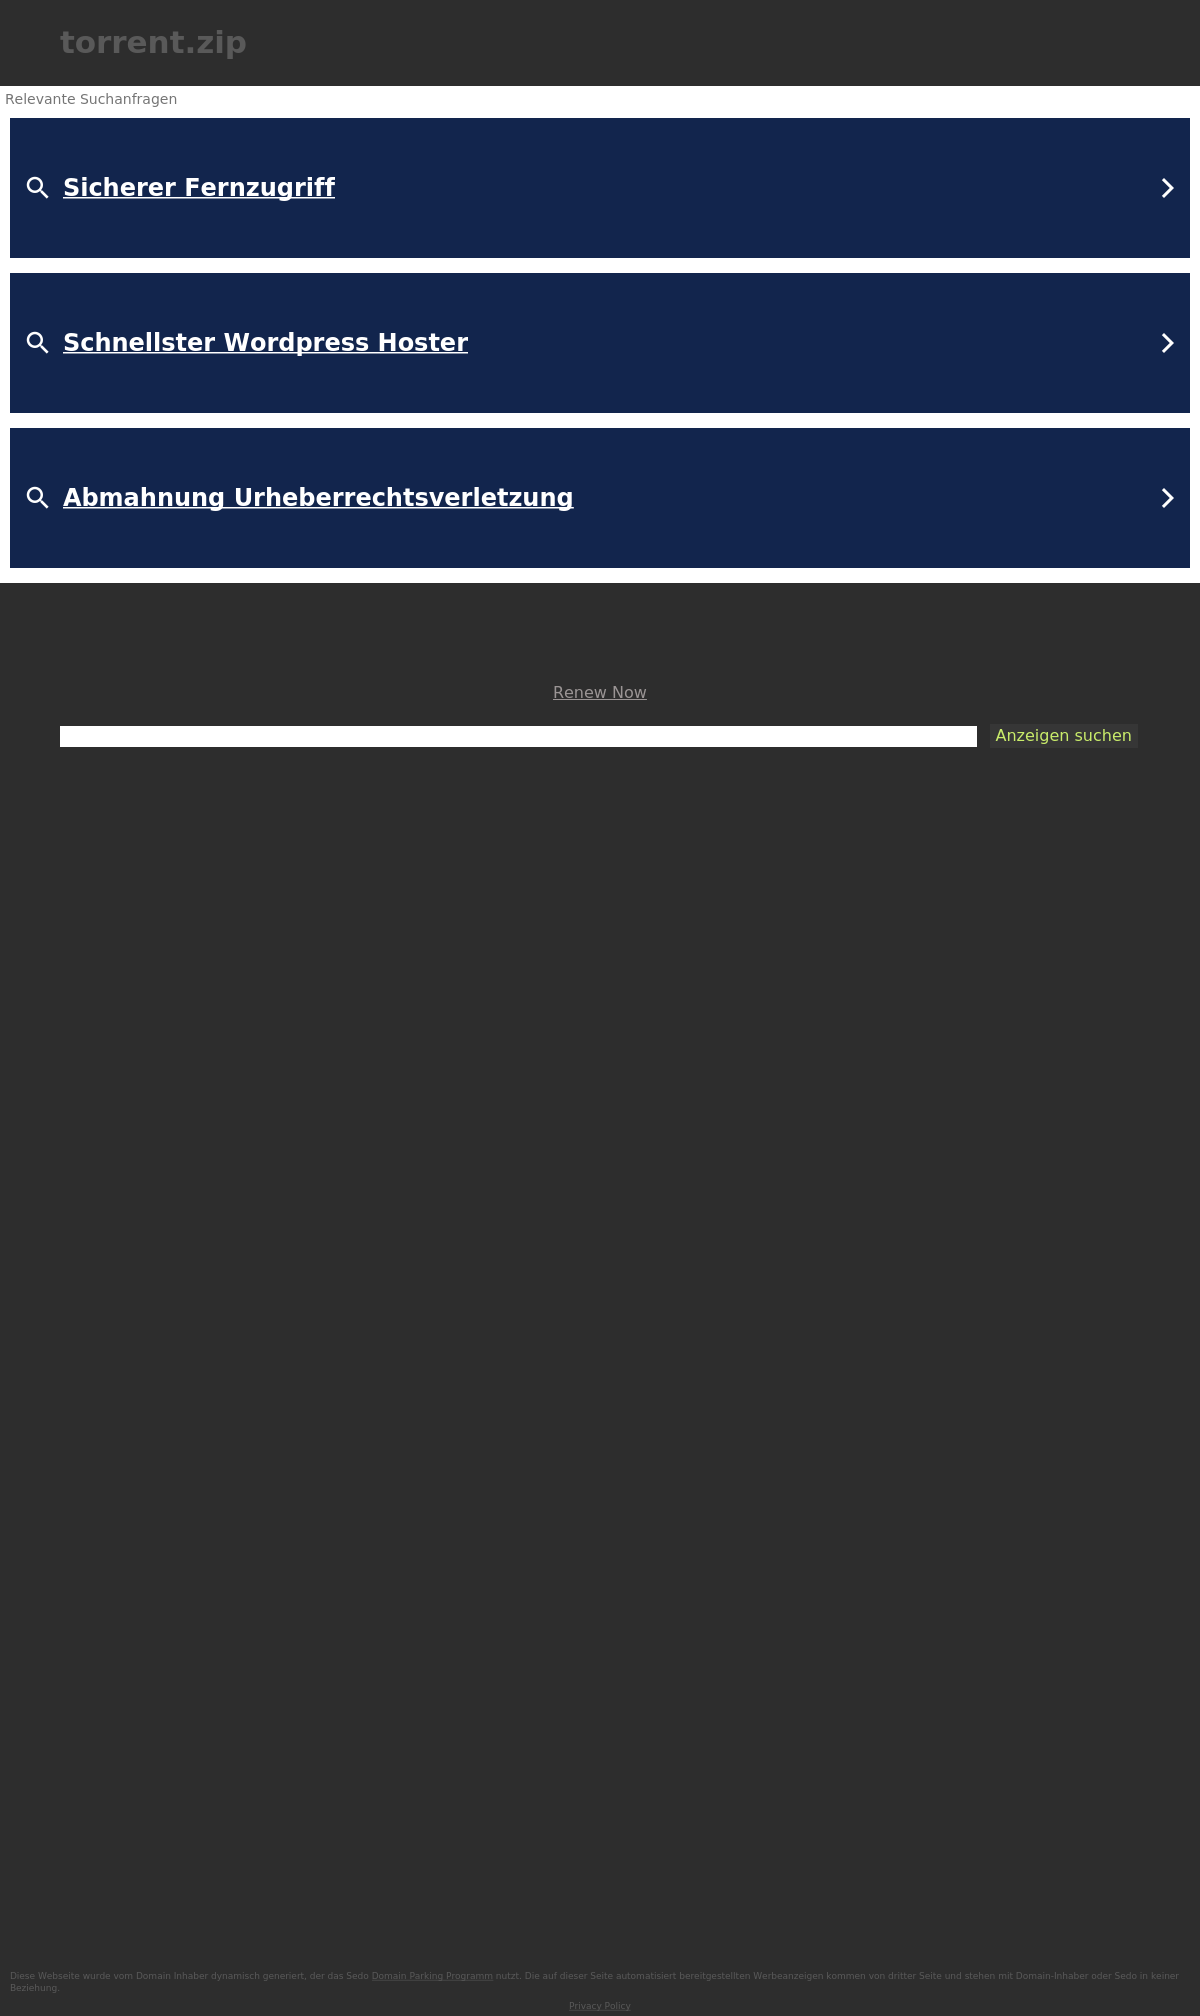 torrent.zip
Relevante Suchanfragen
Sicherer Fernzugriff
Schnellster Wordpress Hoster
Abmahnung Urheberrechtsverletzung
Renew Now
Anzeigen suchen
Diese Webseite wurde vom Domain Inhaber dynamisch generiert, der das Sedo Domain Parking Programm nutzt. Die auf dieser Seite automatisiert bereitgestellten Werbeanzeigen kommen von dritter Seite und stehen mit Domain-Inhaber oder Sedo in keiner
Beziehung.
Privacy Policy